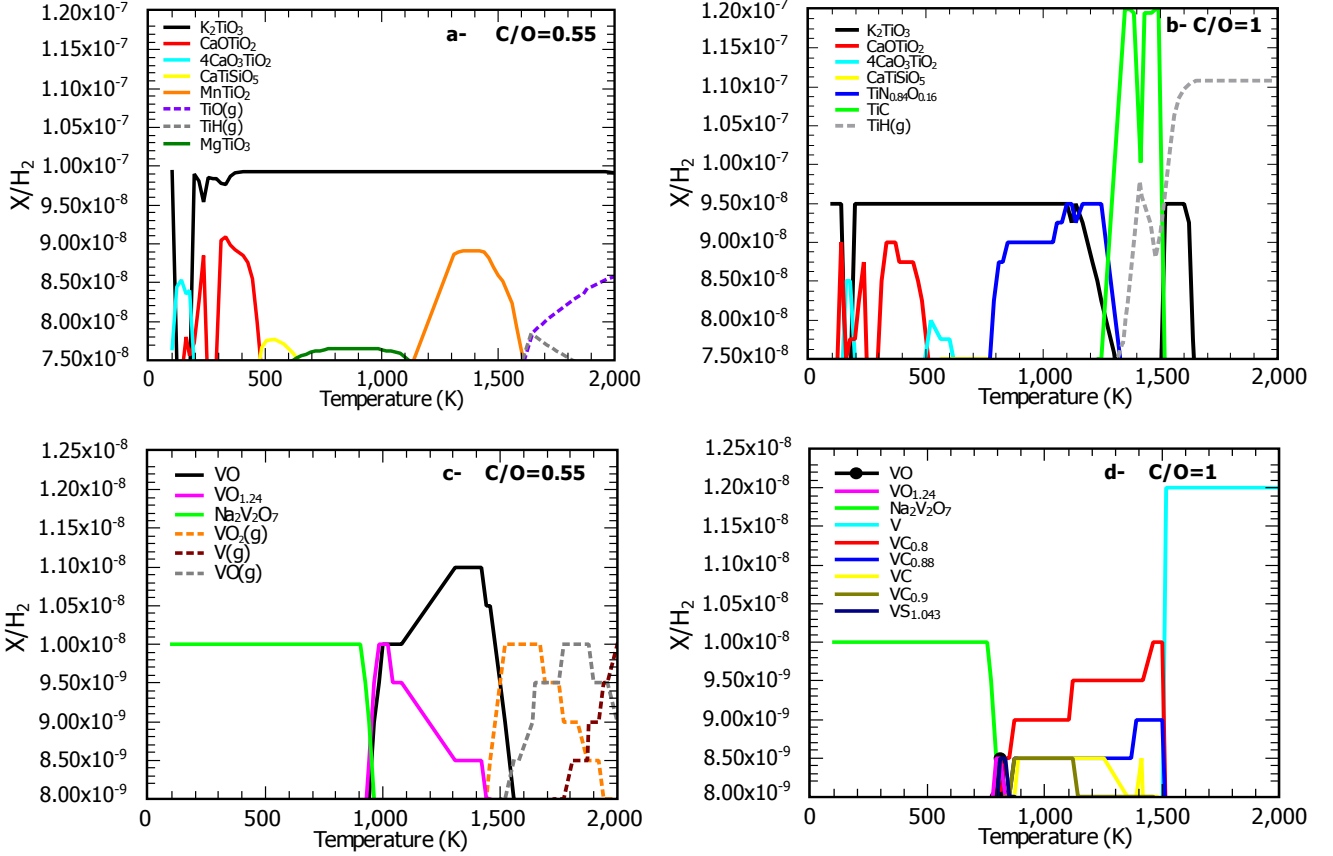 a- C/O=0.55
K₂TiO₃
CaOTiO₂
4CaO₃TiO₂
CaTiSiO₅
MnTiO₂
TiO(g)
TiH(g)
MgTiO₃
1.20x10⁻⁷
1.15x10⁻⁷
1.10x10⁻⁷
1.05x10⁻⁷
1.00x10⁻⁷
9.50x10⁻⁸
9.00x10⁻⁸
8.50x10⁻⁸
8.00x10⁻⁸
7.50x10⁻⁸
X/H₂
0 500 1,000 1,500 2,000
Temperature (K)
b- C/O=1
K₂TiO₃
CaOTiO₂
4CaO₃TiO₂
CaTiSiO₅
TiN₀.₈₄O₀.₁₆
TiC
TiH(g)
1.20x10⁻⁷
1.15x10⁻⁷
1.10x10⁻⁷
1.05x10⁻⁷
1.00x10⁻⁷
9.50x10⁻⁸
9.00x10⁻⁸
8.50x10⁻⁸
8.00x10⁻⁸
7.50x10⁻⁸
X/H₂
0 500 1,000 1,500 2,000
Temperature (K)
c- C/O=0.55
VO
VO₁.₂₄
Na₂V₂O₇
VO₂(g)
V(g)
VO(g)
1.25x10⁻⁸
1.20x10⁻⁸
1.15x10⁻⁸
1.10x10⁻⁸
1.05x10⁻⁸
1.00x10⁻⁸
9.50x10⁻⁹
9.00x10⁻⁹
8.50x10⁻⁹
8.00x10⁻⁹
X/H₂
0 500 1,000 1,500 2,000
Temperature (K)
d- C/O=1
VO
VO₁.₂₄
Na₂V₂O₇
V
VC₀.₈
VC₀.₈₈
VC
VC₀.₉
VS₁.₀₄₃
1.25x10⁻⁸
1.20x10⁻⁸
1.15x10⁻⁸
1.10x10⁻⁸
1.05x10⁻⁸
1.00x10⁻⁸
9.50x10⁻⁹
9.00x10⁻⁹
8.50x10⁻⁹
8.00x10⁻⁹
X/H₂
0 500 1,000 1,500 2,000
Temperature (K)